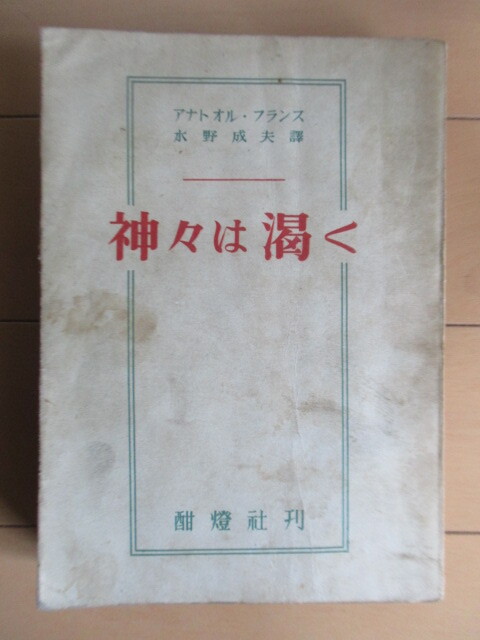 アナトオル・フランス
水野成夫譯
神々は渇く
酣燈社刊